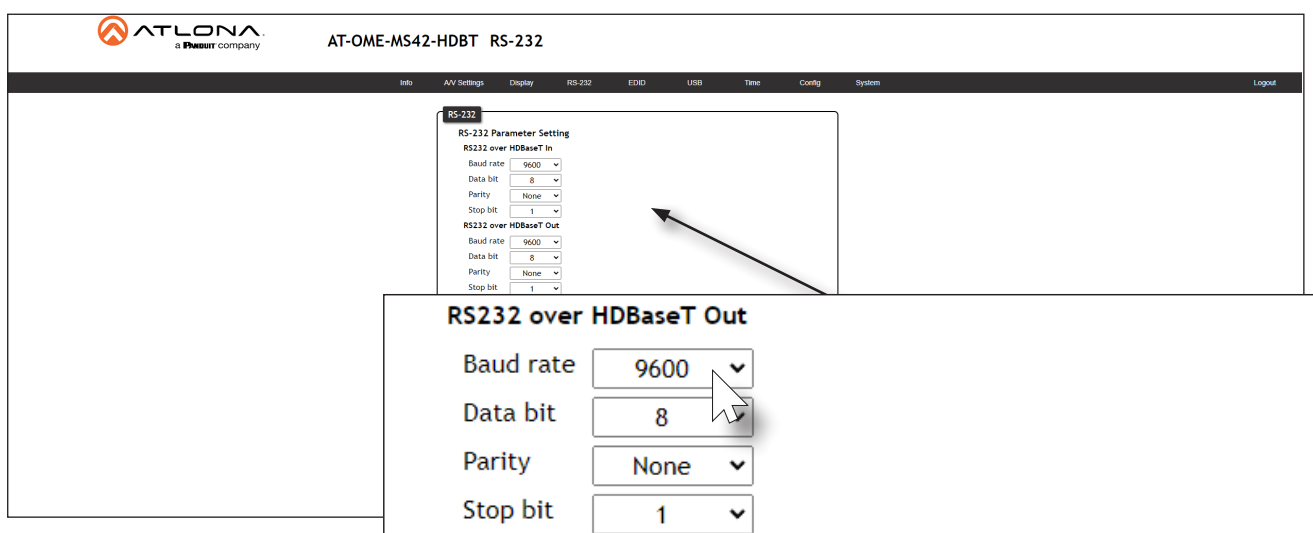 ATLONA.
a PANDUIT company
AT-OME-MS42-HDBT RS-232
Info A/V Settings Display RS-232 EDID USB Time Config System Logout
RS-232
RS-232 Parameter Setting
RS232 over HDBaseT In
Baud rate 9600
Data bit 8
Parity None
Stop bit 1
RS232 over HDBaseT Out
Baud rate 9600
Data bit 8
Parity None
Stop bit 1
RS232 over HDBaseT Out
Baud rate 9600
Data bit 8
Parity None
Stop bit 1